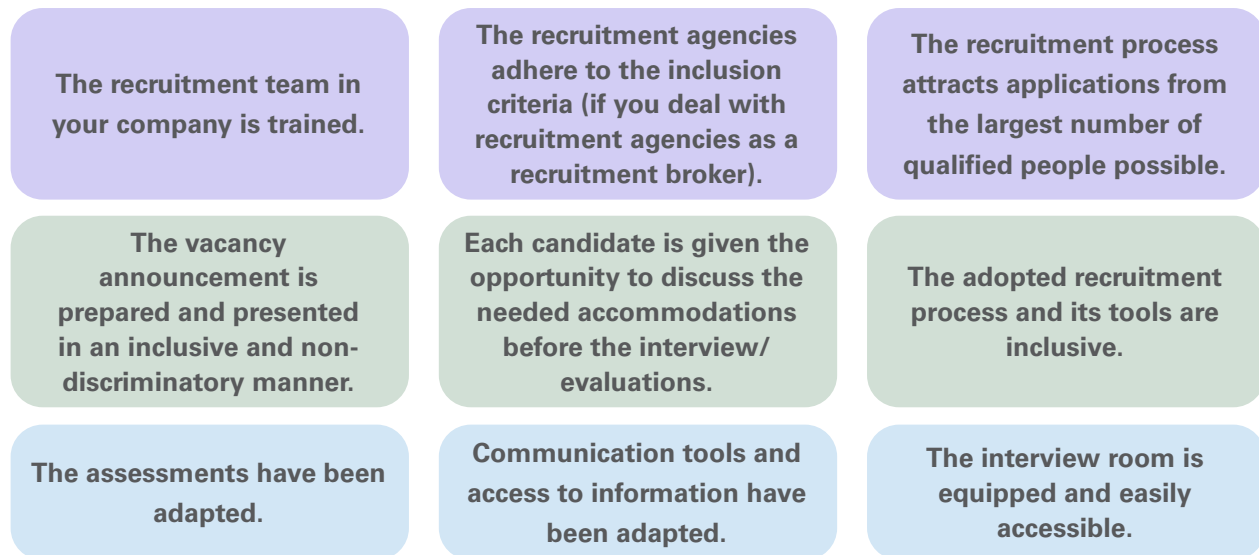 The recruitment team in
your company is trained.
The recruitment agencies
adhere to the inclusion
criteria (if you deal with
recruitment agencies as a
recruitment broker).
The recruitment process
attracts applications from
the largest number of
qualified people possible.
The vacancy
announcement is
prepared and presented
in an inclusive and non-
discriminatory manner.
Each candidate is given the
opportunity to discuss the
needed accommodations
before the interview/
evaluations.
The adopted recruitment
process and its tools are
inclusive.
The assessments have been
adapted.
Communication tools and
access to information have
been adapted.
The interview room is
equipped and easily
accessible.